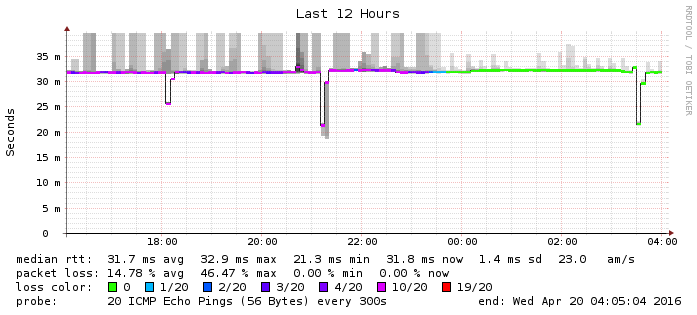 Last 12 Hours
RRDTOOL / TOBI OETIKER
Seconds
35 m
30 m
25 m
20 m
15 m
10 m
5 m
0
18:00 20:00 22:00 00:00 02:00 04:00
median rtt: 31.7 ms avg 32.9 ms max 21.3 ms min 31.8 ms now 1.4 ms sd 23.0 am/s
packet loss: 14.78 % avg 46.47 % max 0.00 % min 0.00 % now
loss color: 0 1/20 2/20 3/20 4/20 10/20 19/20
probe: 20 ICMP Echo Pings (56 Bytes) every 300s end: Wed Apr 20 04:05:04 2016